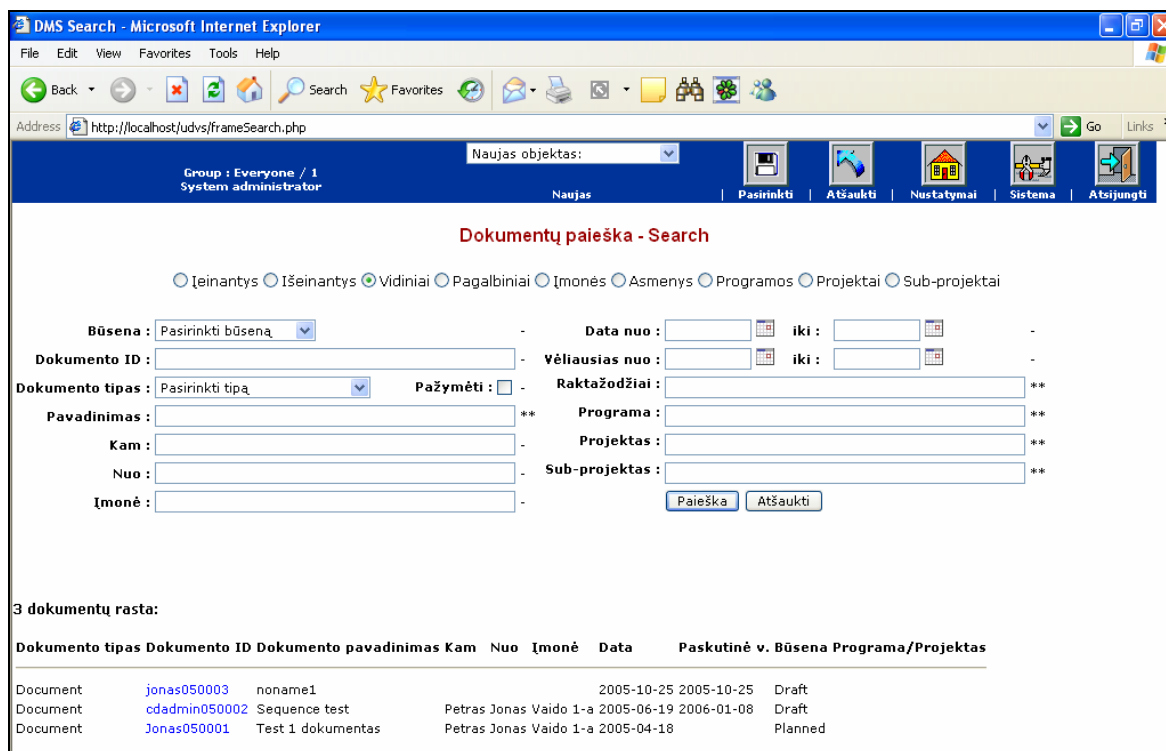 DMS Search - Microsoft Internet Explorer
File Edit View Favorites Tools Help
Back Search Favorites
Address http://localhost/udvs/frameSearch.php Go Links
Naujas objektas:
Group : Everyone / 1
System administrator
Naujas | Pasirinkti | Atšaukti | Nustatymai | Sistema | Atsijungti
Dokumentų paieška - Search
Įeinantys Išeinantys Vidiniai Pagalbiniai Įmonės Asmenys Programos Projektai Sub-projektai
Būsena : Pasirinkti būseną - Data nuo : iki : -
Dokumento ID : - Vėliausias nuo : iki : -
Dokumento tipas : Pasirinkti tipą Pažymėti : - Raktažodžiai : **
Pavadinimas : ** Programa : **
Kam : - Projektas : **
Nuo : - Sub-projektas : **
Įmonė : - Paieška Atšaukti
3 dokumentų rasta:
Dokumento tipas Dokumento ID Dokumento pavadinimas Kam Nuo Įmonė Data Paskutinė v. Būsena Programa/Projektas
Document jonas050003 noname1 2005-10-25 2005-10-25 Draft
Document cdadmin050002 Sequence test Petras Jonas Vaido 1-a 2005-06-19 2006-01-08 Draft
Document Jonas050001 Test 1 dokumentas Petras Jonas Vaido 1-a 2005-04-18 Planned